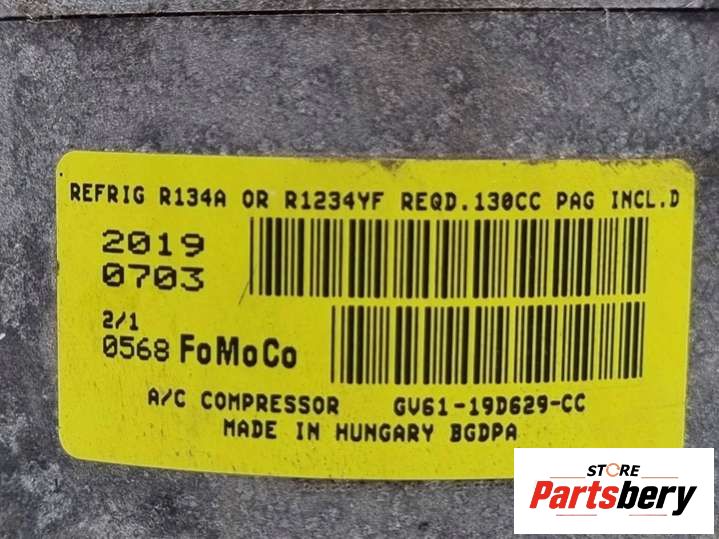 REFRIG R134A OR R1234YF REQD.130CC PAG INCL.D
2019
0703
2/1
0568 FoMoCo
A/C COMPRESSOR GV61-19D629-CC
MADE IN HUNGARY BGDPA
STORE
Partsbery